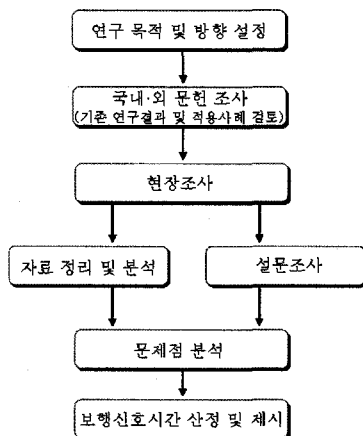 연구 목적 및 방향 설정
국내·외 문헌 조사
(기존 연구결과 및 적용사례 검토)
현장조사
자료 정리 및 분석
설문조사
문제점 분석
보행신호시간 산정 및 제시